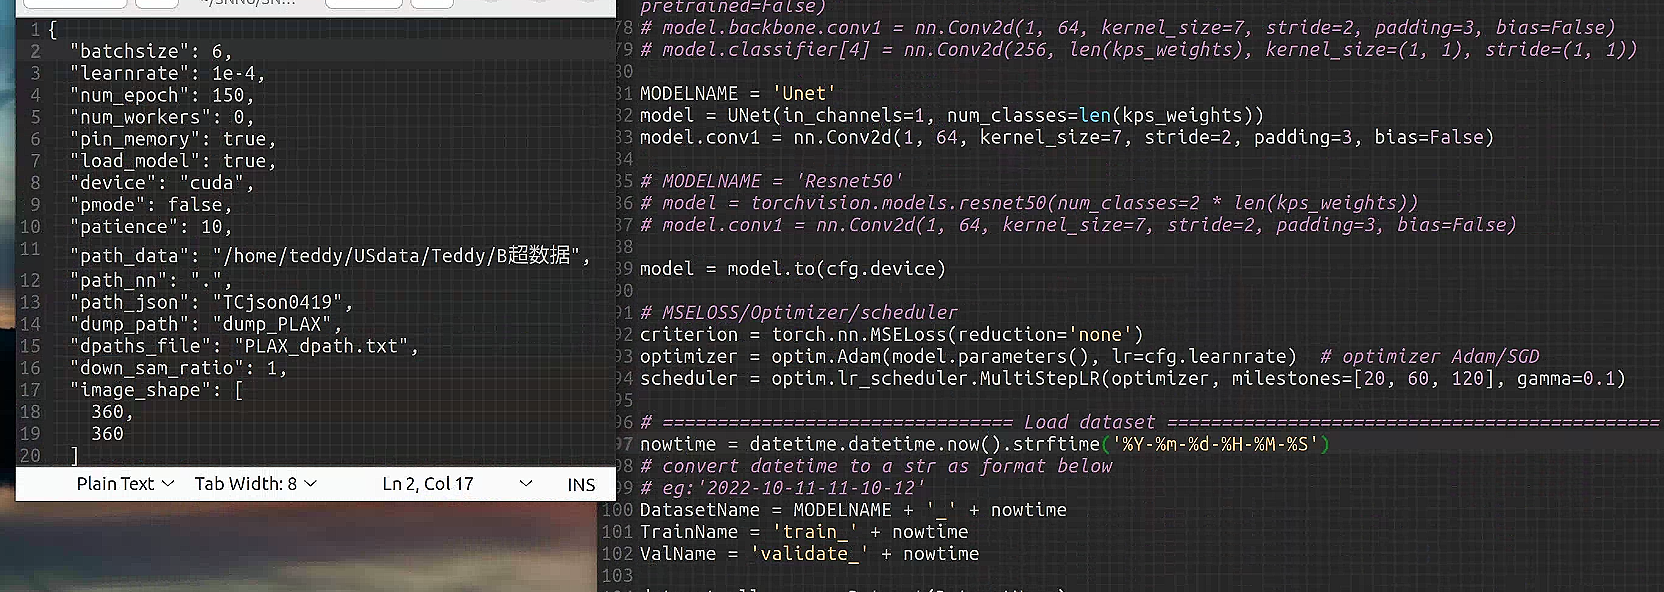 1 {
2 "batchsize": 6,
3 "learnrate": 1e-4,
4 "num_epoch": 150,
5 "num_workers": 0,
6 "pin_memory": true,
7 "load_model": true,
8 "device": "cuda",
9 "pmode": false,
10 "patience": 10,
11 "path_data": "/home/teddy/USdata/Teddy/B超数据",
12 "path_nn": ".",
13 "path_json": "TCjson0419",
14 "dump_path": "dump_PLAX",
15 "dpaths_file": "PLAX_dpath.txt",
16 "down_sam_ratio": 1,
17 "image_shape": [
18 360,
19 360
20 ]
Plain Text Tab Width: 8 Ln 2, Col 17 INS
pretrained=False)
78 # model.backbone.conv1 = nn.Conv2d(1, 64, kernel_size=7, stride=2, padding=3, bias=False)
79 # model.classifier[4] = nn.Conv2d(256, len(kps_weights), kernel_size=(1, 1), stride=(1, 1))
80
81 MODELNAME = 'Unet'
82 model = UNet(in_channels=1, num_classes=len(kps_weights))
83 model.conv1 = nn.Conv2d(1, 64, kernel_size=7, stride=2, padding=3, bias=False)
84
85 # MODELNAME = 'Resnet50'
86 # model = torchvision.models.resnet50(num_classes=2 * len(kps_weights))
87 # model.conv1 = nn.Conv2d(1, 64, kernel_size=7, stride=2, padding=3, bias=False)
88
89 model = model.to(cfg.device)
90
91 # MSELOSS/Optimizer/scheduler
92 criterion = torch.nn.MSELoss(reduction='none')
93 optimizer = optim.Adam(model.parameters(), lr=cfg.learnrate) # optimizer Adam/SGD
94 scheduler = optim.lr_scheduler.MultiStepLR(optimizer, milestones=[20, 60, 120], gamma=0.1)
95
96 # ================================ Load dataset =============================================
97 nowtime = datetime.datetime.now().strftime('%Y-%m-%d-%H-%M-%S')
98 # convert datetime to a str as format below
99 # eg:'2022-10-11-11-10-12'
100 DatasetName = MODELNAME + '_' + nowtime
101 TrainName = 'train_' + nowtime
102 ValName = 'validate_' + nowtime
103